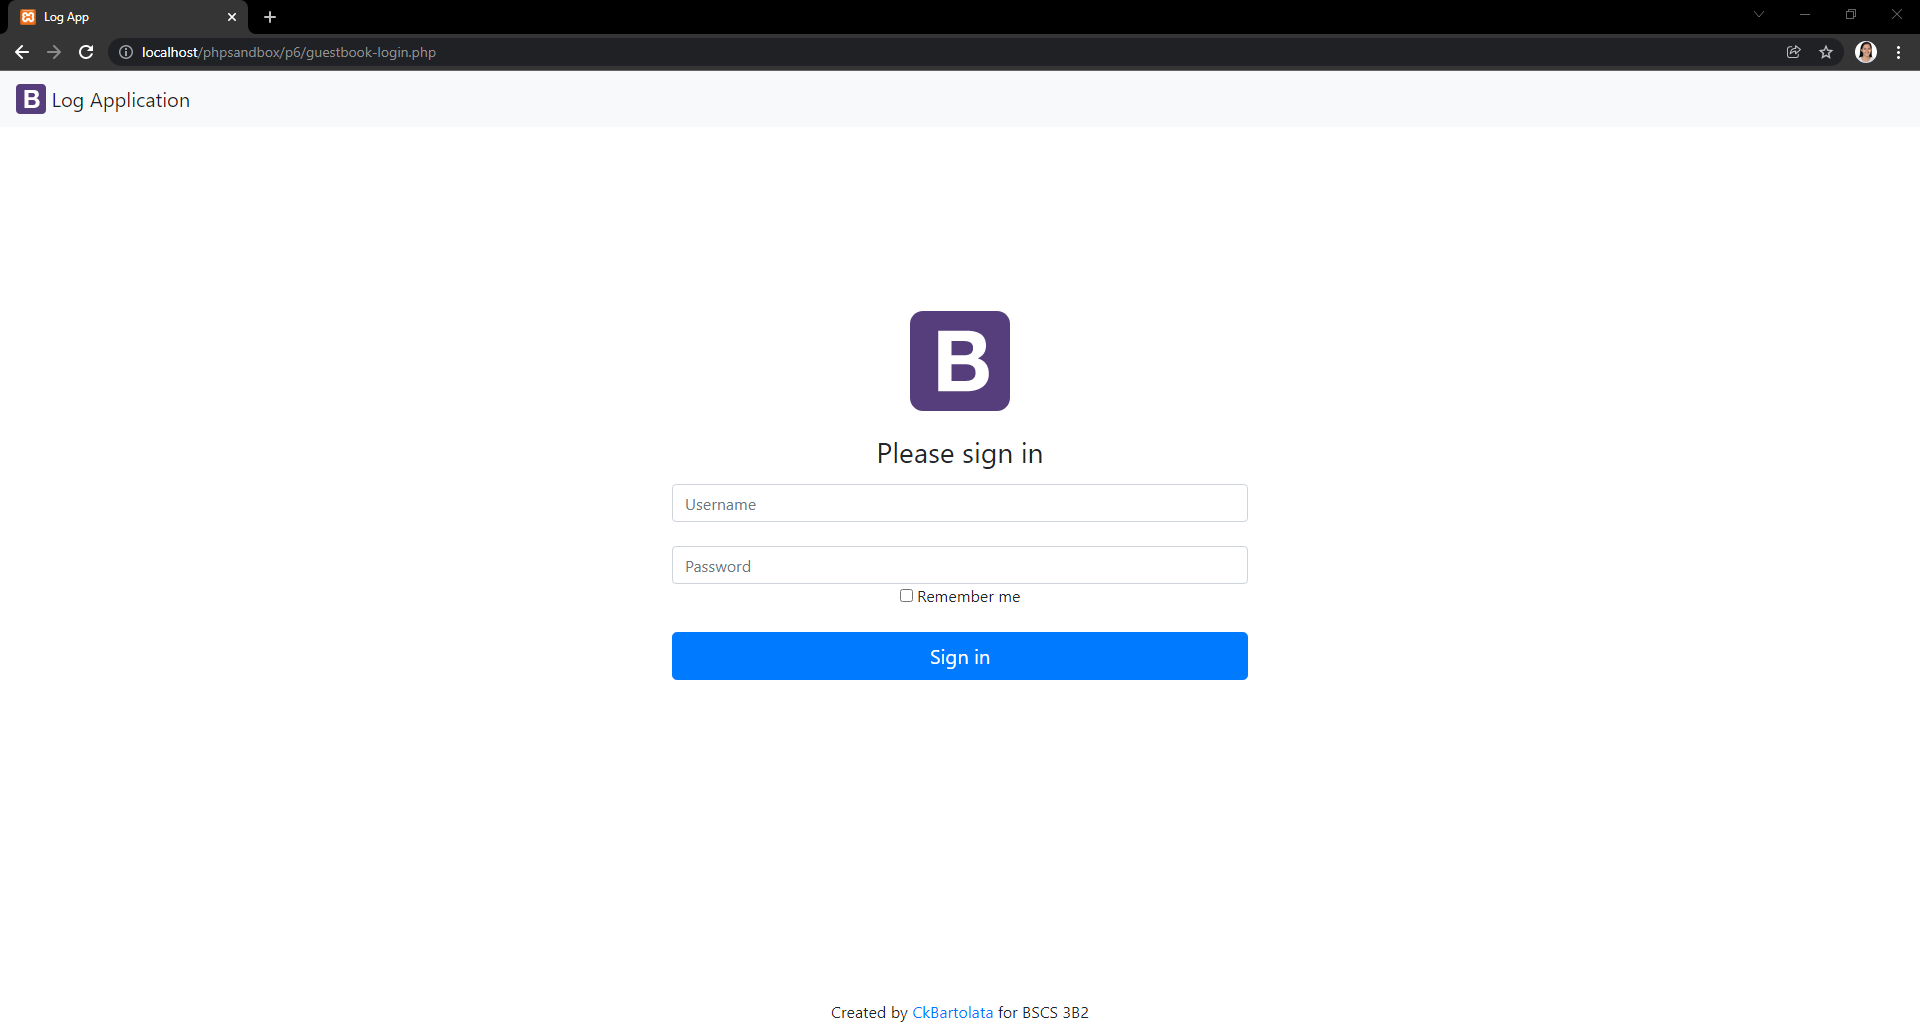 Log App
localhost/phpsandbox/p6/guestbook-login.php
B Log Application
B
Please sign in
Username
Password
Remember me
Sign in
Created by CkBartolata for BSCS 3B2